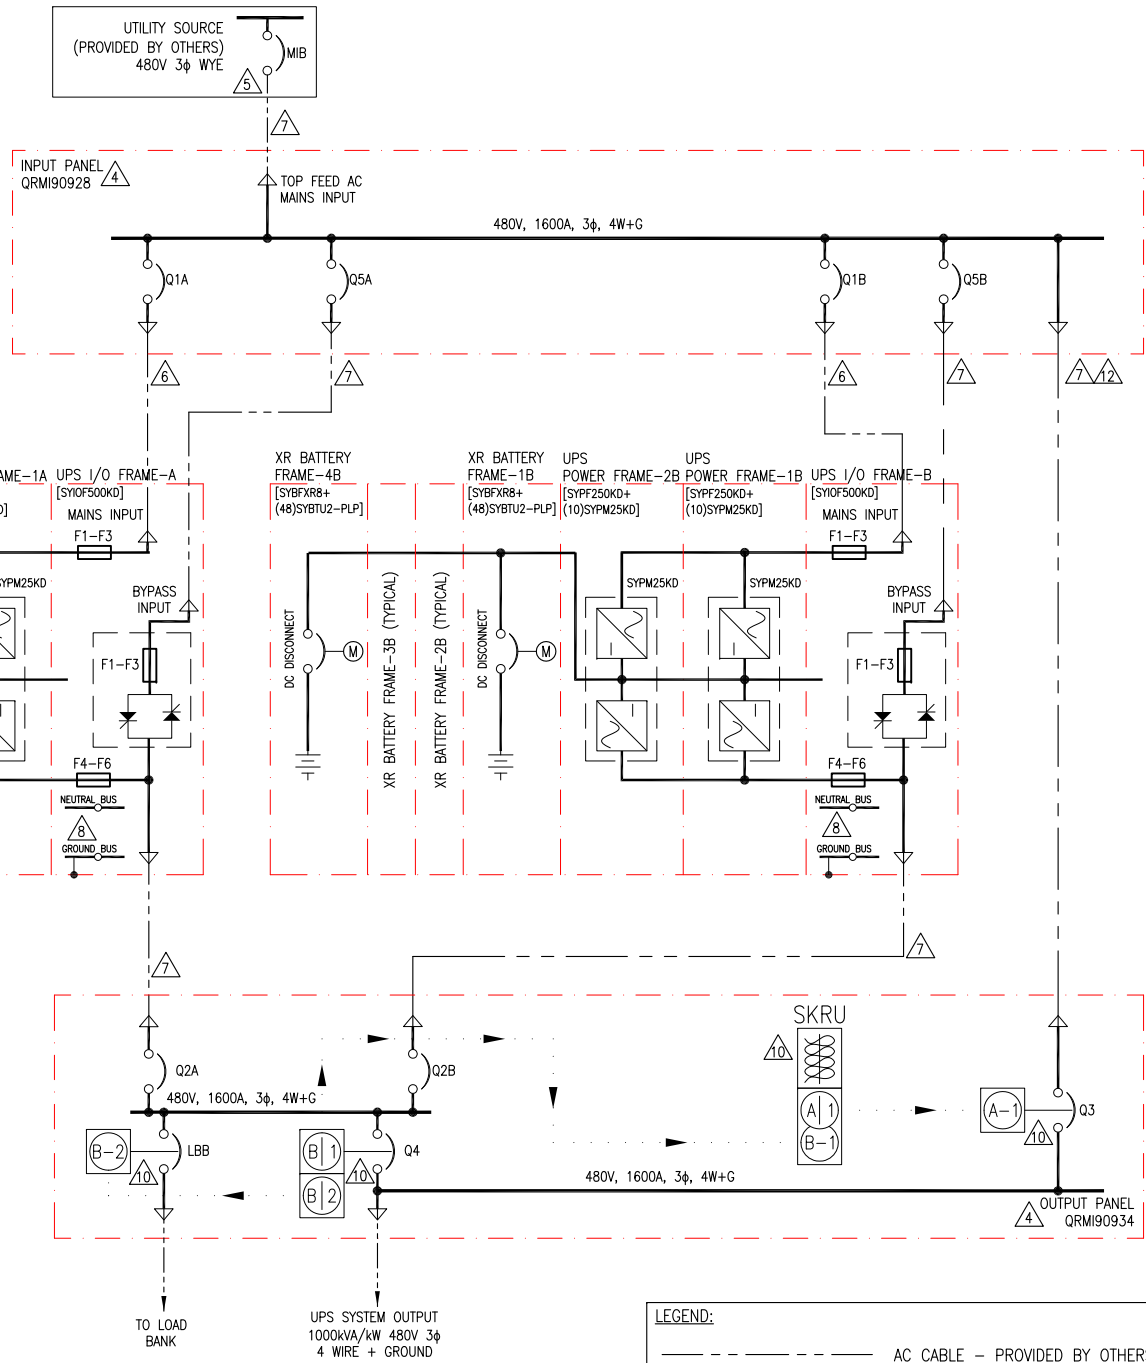 UTILITY SOURCE
(PROVIDED BY OTHERS)
480V 3ϕ WYE
MIB
5
7
INPUT PANEL
QRMI90928
4
TOP FEED AC
MAINS INPUT
480V, 1600A, 3ϕ, 4W+G
Q1A
Q5A
Q1B
Q5B
6
7
6
7
7
12
AME-1A
D]
UPS I/O FRAME-A
[SYIOF500KD]
MAINS INPUT
F1-F3
XR BATTERY
FRAME-4B
[SYBFXR8+
(48)SYBTU2-PLP]
XR BATTERY
FRAME-1B
[SYBFXR8+
(48)SYBTU2-PLP]
UPS
POWER FRAME-2B
[SYPF250KD+
(10)SYPM25KD]
UPS
POWER FRAME-1B
[SYPF250KD+
(10)SYPM25KD]
UPS I/O FRAME-B
[SYIOF500KD]
MAINS INPUT
F1-F3
SYPM25KD
BYPASS
INPUT
F1-F3
F4-F6
NEUTRAL BUS
8
GROUND BUS
DC DISCONNECT
M
XR BATTERY FRAME-3B (TYPICAL)
XR BATTERY FRAME-2B (TYPICAL)
DC DISCONNECT
M
SYPM25KD
SYPM25KD
BYPASS
INPUT
F1-F3
F4-F6
NEUTRAL BUS
8
GROUND BUS
7
7
SKRU
10
A 1
B-1
Q2A
Q2B
480V, 1600A, 3ϕ, 4W+G
A-1
Q3
10
B-2
LBB
10
B 1
Q4
10
B 2
480V, 1600A, 3ϕ, 4W+G
4
OUTPUT PANEL
QRMI90934
TO LOAD
BANK
UPS SYSTEM OUTPUT
1000kVA/kW 480V 3ϕ
4 WIRE + GROUND
LEGEND:
AC CABLE - PROVIDED BY OTHER